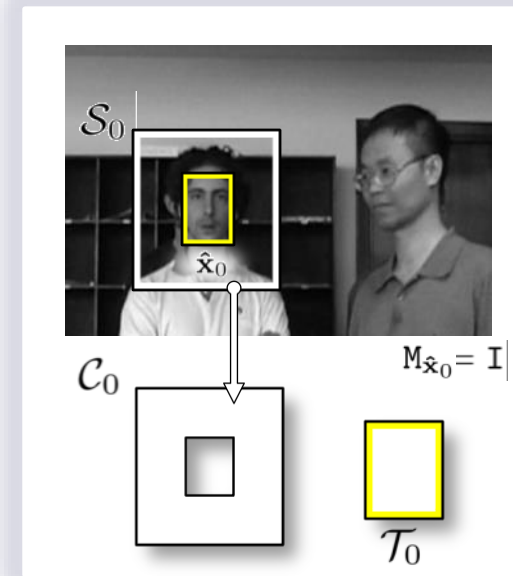 𝒮₀
x̂₀
M_x̂₀ = I
𝒞₀
𝒯₀